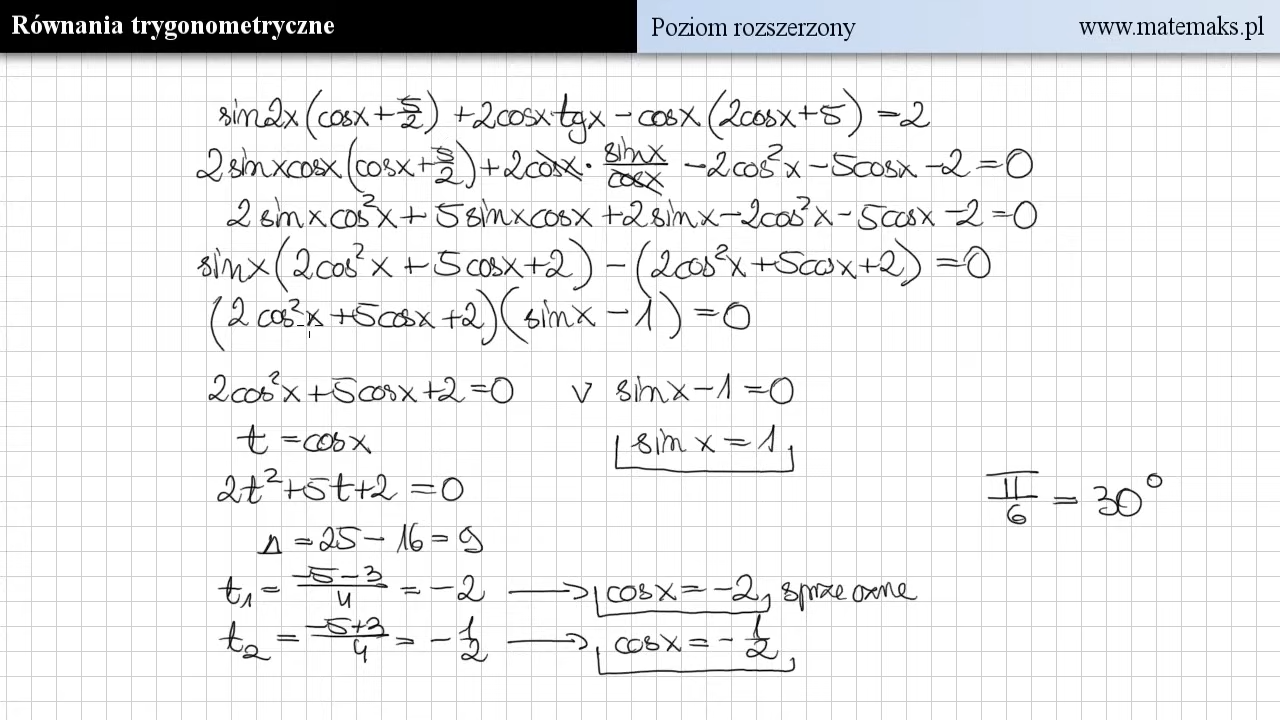 Równania trygonometryczne
Poziom rozszerzony
www.matemaks.pl
sin2x(cosx+5/2)+2cosxtgx-cosx(2cosx+5)=2
2sinxcosx(cosx+5/2)+2cosx·sinx/cosx-2cos²x-5cosx-2=0
2sinxcos²x+5sinxcosx+2sinx-2cos²x-5cosx-2=0
sinx(2cos²x+5cosx+2)-(2cos²x+5cosx+2)=0
(2cos²x+5cosx+2)(sinx-1)=0
2cos²x+5cosx+2=0 ∨ sinx-1=0
t=cosx sinx=1
2t²+5t+2=0
π/6=30°
Δ=25-16=9
t₁=(-5-3)/4=-2 → cosx=-2, sprzeczne
t₂=(-5+3)/4=-1/2 → cosx=-1/2